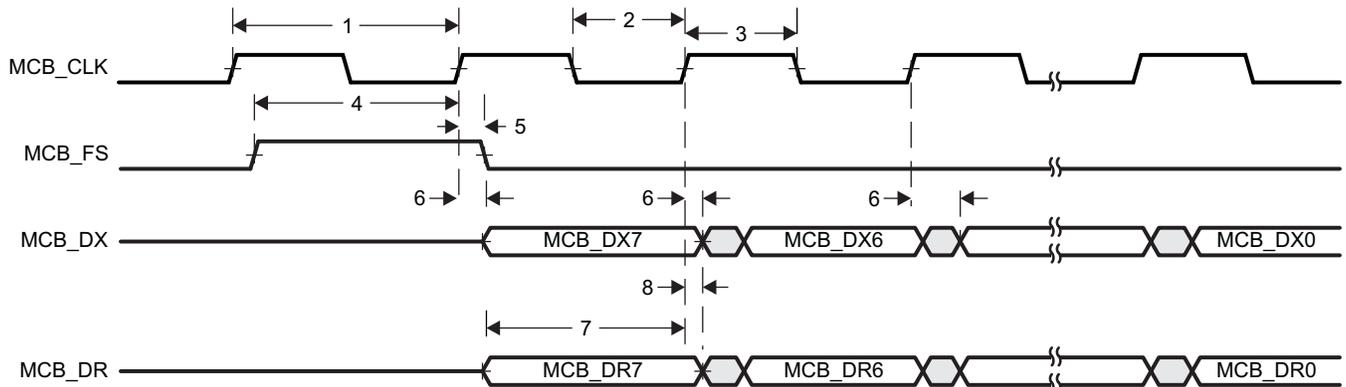 1
2
3
MCB_CLK
4
5
MCB_FS
6
6
6
MCB_DX
MCB_DX7
MCB_DX6
MCB_DX0
8
7
MCB_DR
MCB_DR7
MCB_DR6
MCB_DR0